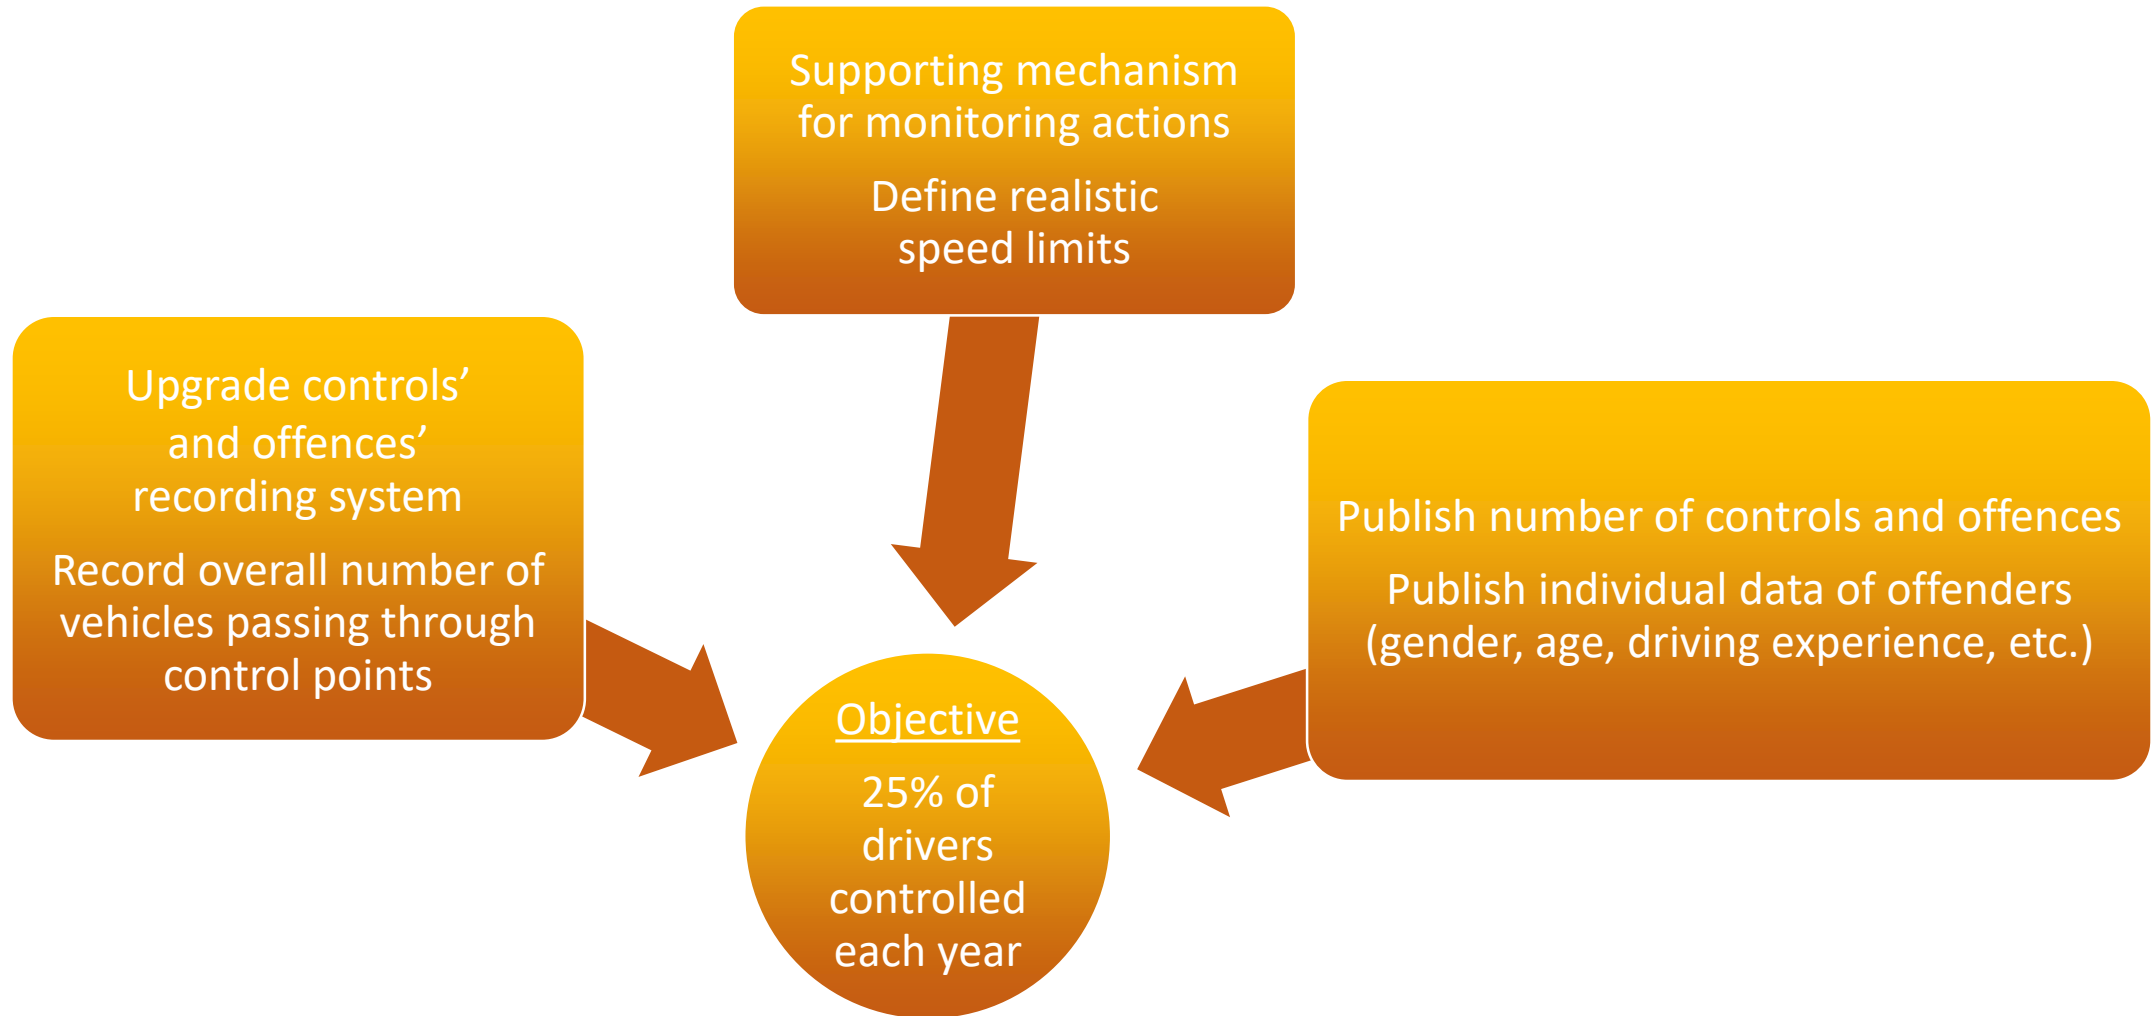 Supporting mechanism
for monitoring actions
Define realistic
speed limits
Upgrade controls’
and offences’
recording system
Record overall number of
vehicles passing through
control points
Publish number of controls and offences
Publish individual data of offenders
(gender, age, driving experience, etc.)
Objective
25% of
drivers
controlled
each year